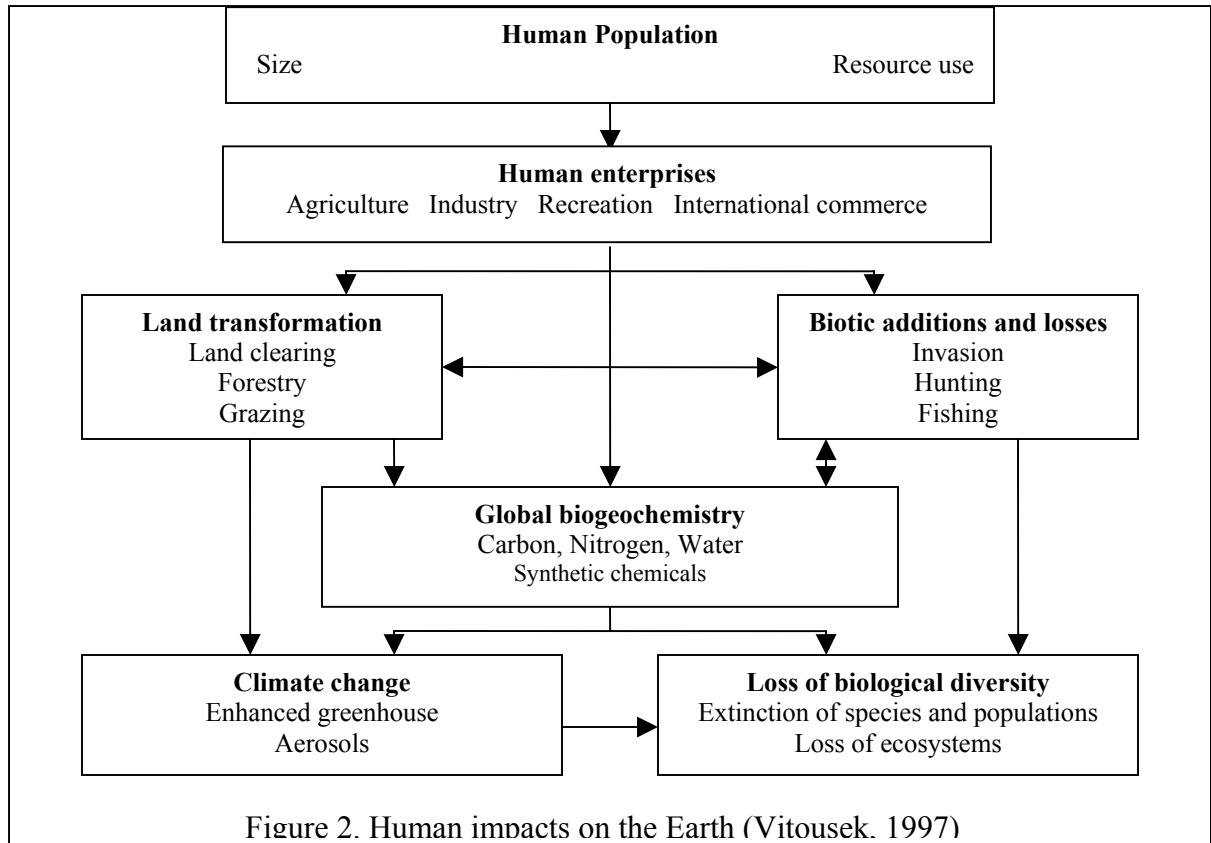 Human Population
Size Resource use
Human enterprises
Agriculture Industry Recreation International commerce
Land transformation
Land clearing
Forestry
Grazing
Biotic additions and losses
Invasion
Hunting
Fishing
Global biogeochemistry
Carbon, Nitrogen, Water
Synthetic chemicals
Climate change
Enhanced greenhouse
Aerosols
Loss of biological diversity
Extinction of species and populations
Loss of ecosystems
Figure 2. Human impacts on the Earth (Vitousek, 1997)